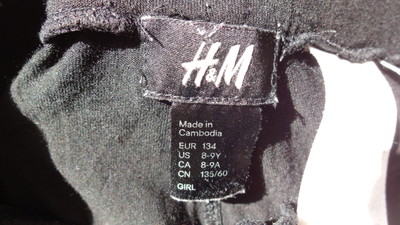 H&M
Made in
Cambodia
EUR 134
US 8-9Y
CA 8-9A
CN 135/60
GIRL